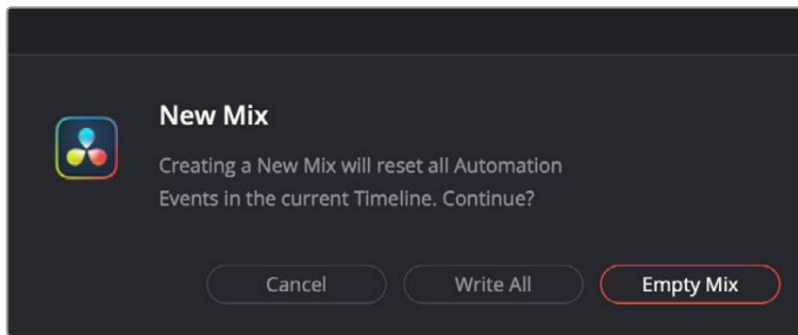 New Mix
Creating a New Mix will reset all Automation
Events in the current Timeline. Continue?
Cancel Write All Empty Mix